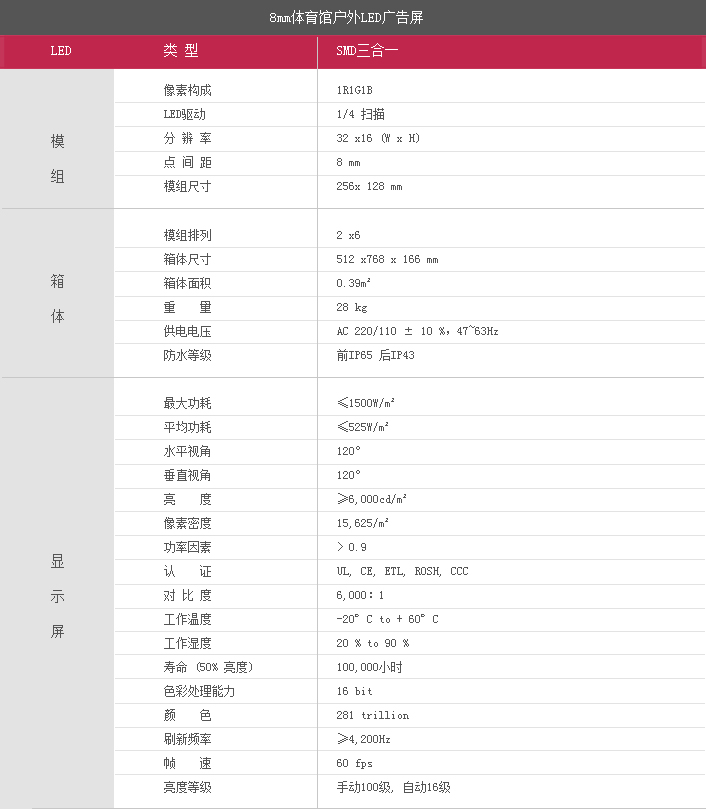 8mm体育馆户外LED广告屏
LED 类 型 SMD三合一
模组
像素构成 1R1G1B
LED驱动 1/4 扫描
分 辨 率 32 x16 (W x H)
点 间 距 8 mm
模组尺寸 256x 128 mm
箱体
模组排列 2 x6
箱体尺寸 512 x768 x 166 mm
箱体面积 0.39m²
重 量 28 kg
供电电压 AC 220/110 ± 10 %, 47~63Hz
防水等级 前IP65 后IP43
显示屏
最大功耗 ≤1500W/m²
平均功耗 ≤525W/m²
水平视角 120°
垂直视角 120°
亮 度 ≥6,000cd/m²
像素密度 15,625/m²
功率因素 > 0.9
认 证 UL, CE, ETL, ROSH, CCC
对 比 度 6,000：1
工作温度 -20° C to + 60° C
工作湿度 20 % to 90 %
寿命 (50% 亮度) 100,000小时
色彩处理能力 16 bit
颜 色 281 trillion
刷新频率 ≥4,200Hz
帧 速 60 fps
亮度等级 手动100级, 自动16级